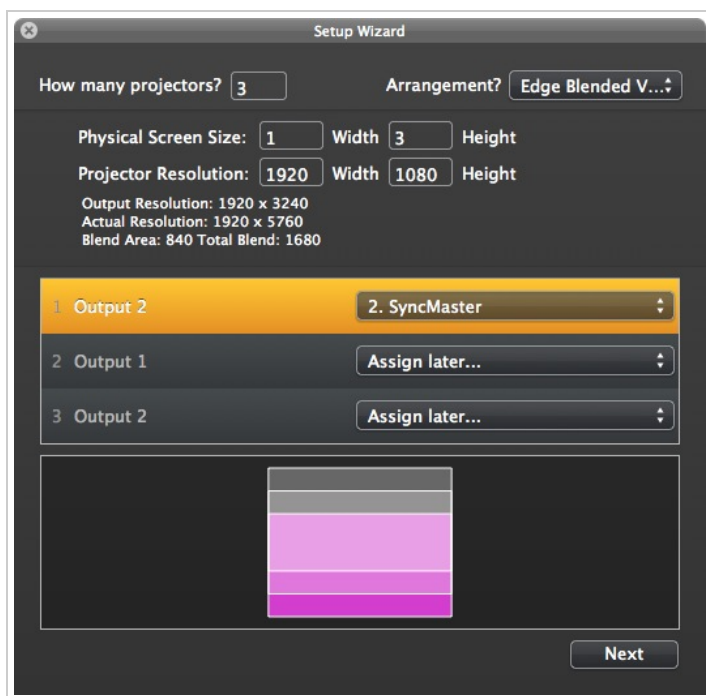 Setup Wizard
How many projectors? 3 Arrangement? Edge Blended V...
Physical Screen Size: 1 Width 3 Height
Projector Resolution: 1920 Width 1080 Height
Output Resolution: 1920 x 3240
Actual Resolution: 1920 x 5760
Blend Area: 840 Total Blend: 1680
1 Output 2 2. SyncMaster
2 Output 1 Assign later...
3 Output 2 Assign later...
Next